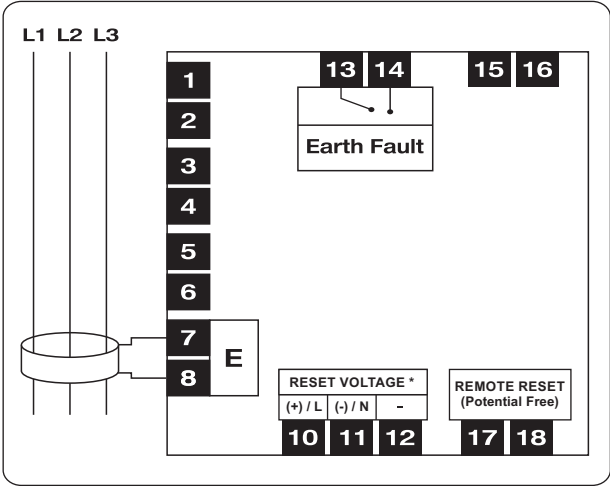 L1 L2 L3
13 14
15 16
1
2
3
4
5
6
7
8
Earth Fault
E
RESET VOLTAGE *
(+) / L (-) / N –
10 11 12
REMOTE RESET
(Potential Free)
17 18